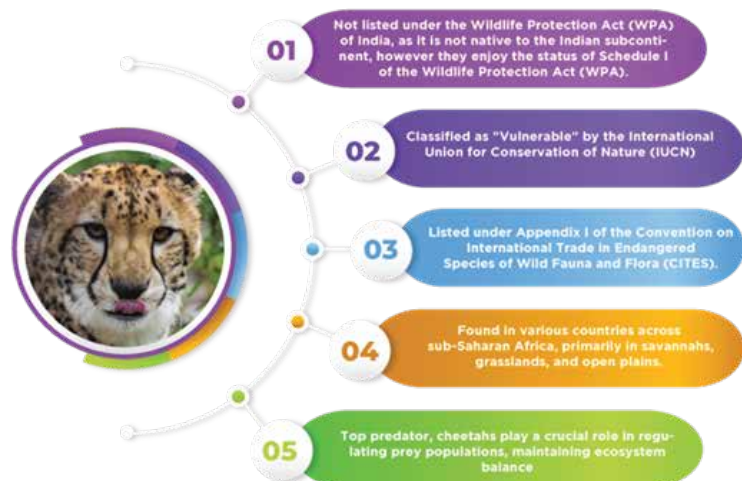 01
Not listed under the Wildlife Protection Act (WPA)
of India, as it is not native to the Indian subconti-
nent, however they enjoy the status of Schedule I
of the Wildlife Protection Act (WPA).
02
Classified as "Vulnerable" by the International
Union for Conservation of Nature (IUCN)
03
Listed under Appendix I of the Convention on
International Trade in Endangered
Species of Wild Fauna and Flora (CITES).
04
Found in various countries across
sub-Saharan Africa, primarily in savannahs,
grasslands, and open plains.
05
Top predator, cheetahs play a crucial role in regu-
lating prey populations, maintaining ecosystem
balance